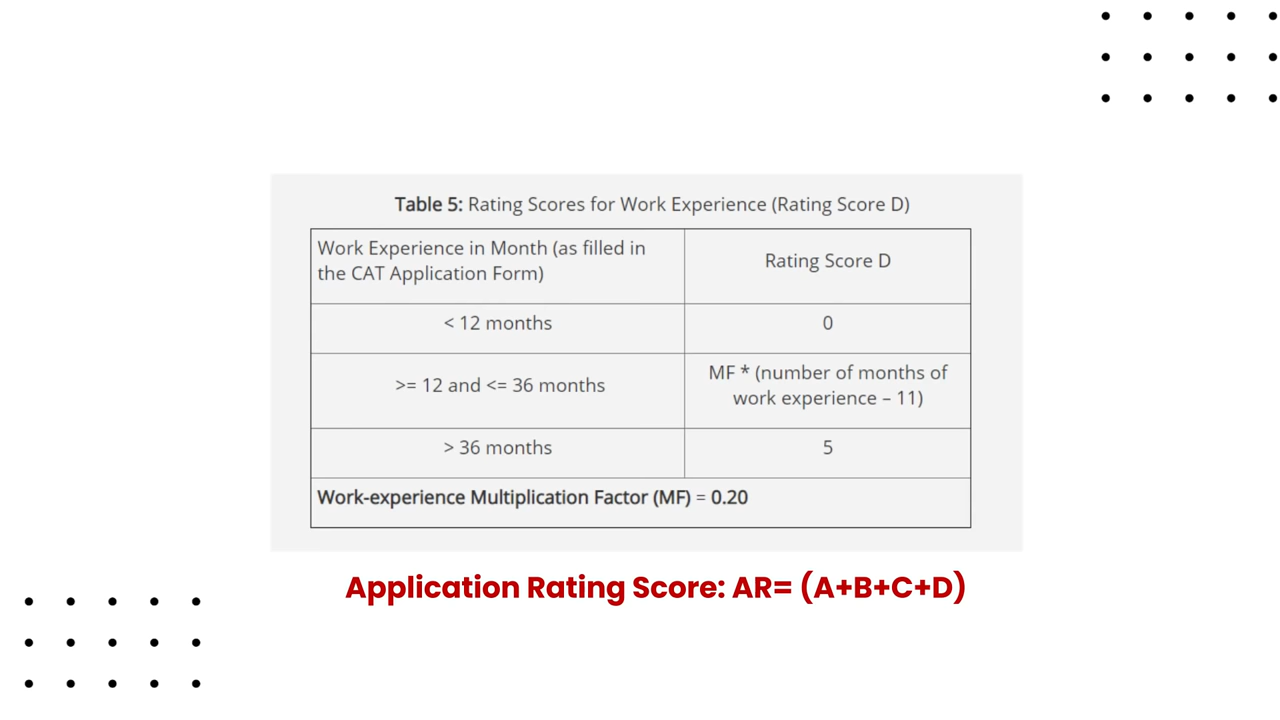 Table 5: Rating Scores for Work Experience (Rating Score D)
Work Experience in Month (as filled in
the CAT Application Form)
Rating Score D
< 12 months
0
>= 12 and <= 36 months
MF * (number of months of
work experience – 11)
> 36 months
5
Work-experience Multiplication Factor (MF) = 0.20
Application Rating Score: AR= (A+B+C+D)